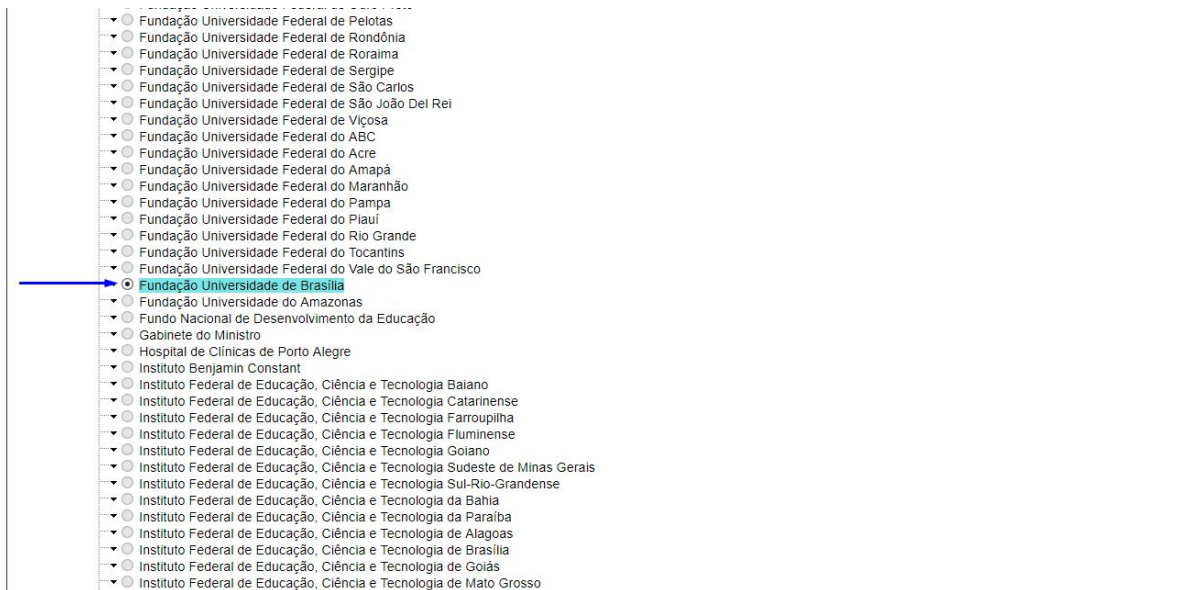 Fundação Universidade Federal de Ouro Preto
Fundação Universidade Federal de Pelotas
Fundação Universidade Federal de Rondônia
Fundação Universidade Federal de Roraima
Fundação Universidade Federal de Sergipe
Fundação Universidade Federal de São Carlos
Fundação Universidade Federal de São João Del Rei
Fundação Universidade Federal de Viçosa
Fundação Universidade Federal do ABC
Fundação Universidade Federal do Acre
Fundação Universidade Federal do Amapá
Fundação Universidade Federal do Maranhão
Fundação Universidade Federal do Pampa
Fundação Universidade Federal do Piauí
Fundação Universidade Federal do Rio Grande
Fundação Universidade Federal do Tocantins
Fundação Universidade Federal do Vale do São Francisco
Fundação Universidade de Brasília
Fundação Universidade do Amazonas
Fundo Nacional de Desenvolvimento da Educação
Gabinete do Ministro
Hospital de Clínicas de Porto Alegre
Instituto Benjamin Constant
Instituto Federal de Educação, Ciência e Tecnologia Baiano
Instituto Federal de Educação, Ciência e Tecnologia Catarinense
Instituto Federal de Educação, Ciência e Tecnologia Farroupilha
Instituto Federal de Educação, Ciência e Tecnologia Fluminense
Instituto Federal de Educação, Ciência e Tecnologia Goiano
Instituto Federal de Educação, Ciência e Tecnologia Sudeste de Minas Gerais
Instituto Federal de Educação, Ciência e Tecnologia Sul-Rio-Grandense
Instituto Federal de Educação, Ciência e Tecnologia da Bahia
Instituto Federal de Educação, Ciência e Tecnologia da Paraíba
Instituto Federal de Educação, Ciência e Tecnologia de Alagoas
Instituto Federal de Educação, Ciência e Tecnologia de Brasília
Instituto Federal de Educação, Ciência e Tecnologia de Goiás
Instituto Federal de Educação, Ciência e Tecnologia de Mato Grosso